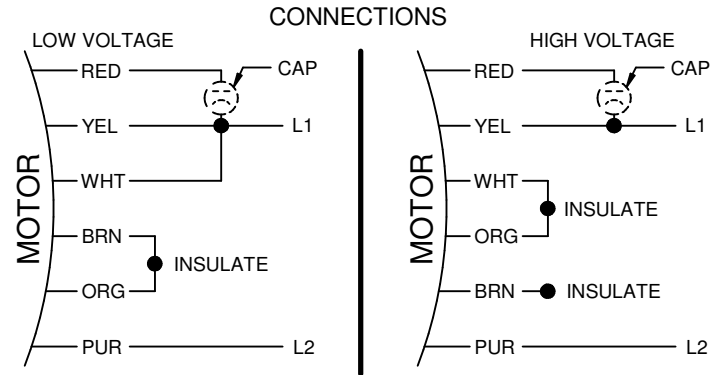 CONNECTIONS
LOW VOLTAGE
RED
CAP
YEL
L1
WHT
MOTOR
BRN
INSULATE
ORG
PUR
L2
HIGH VOLTAGE
RED
CAP
YEL
L1
WHT
MOTOR
INSULATE
ORG
BRN
INSULATE
PUR
L2